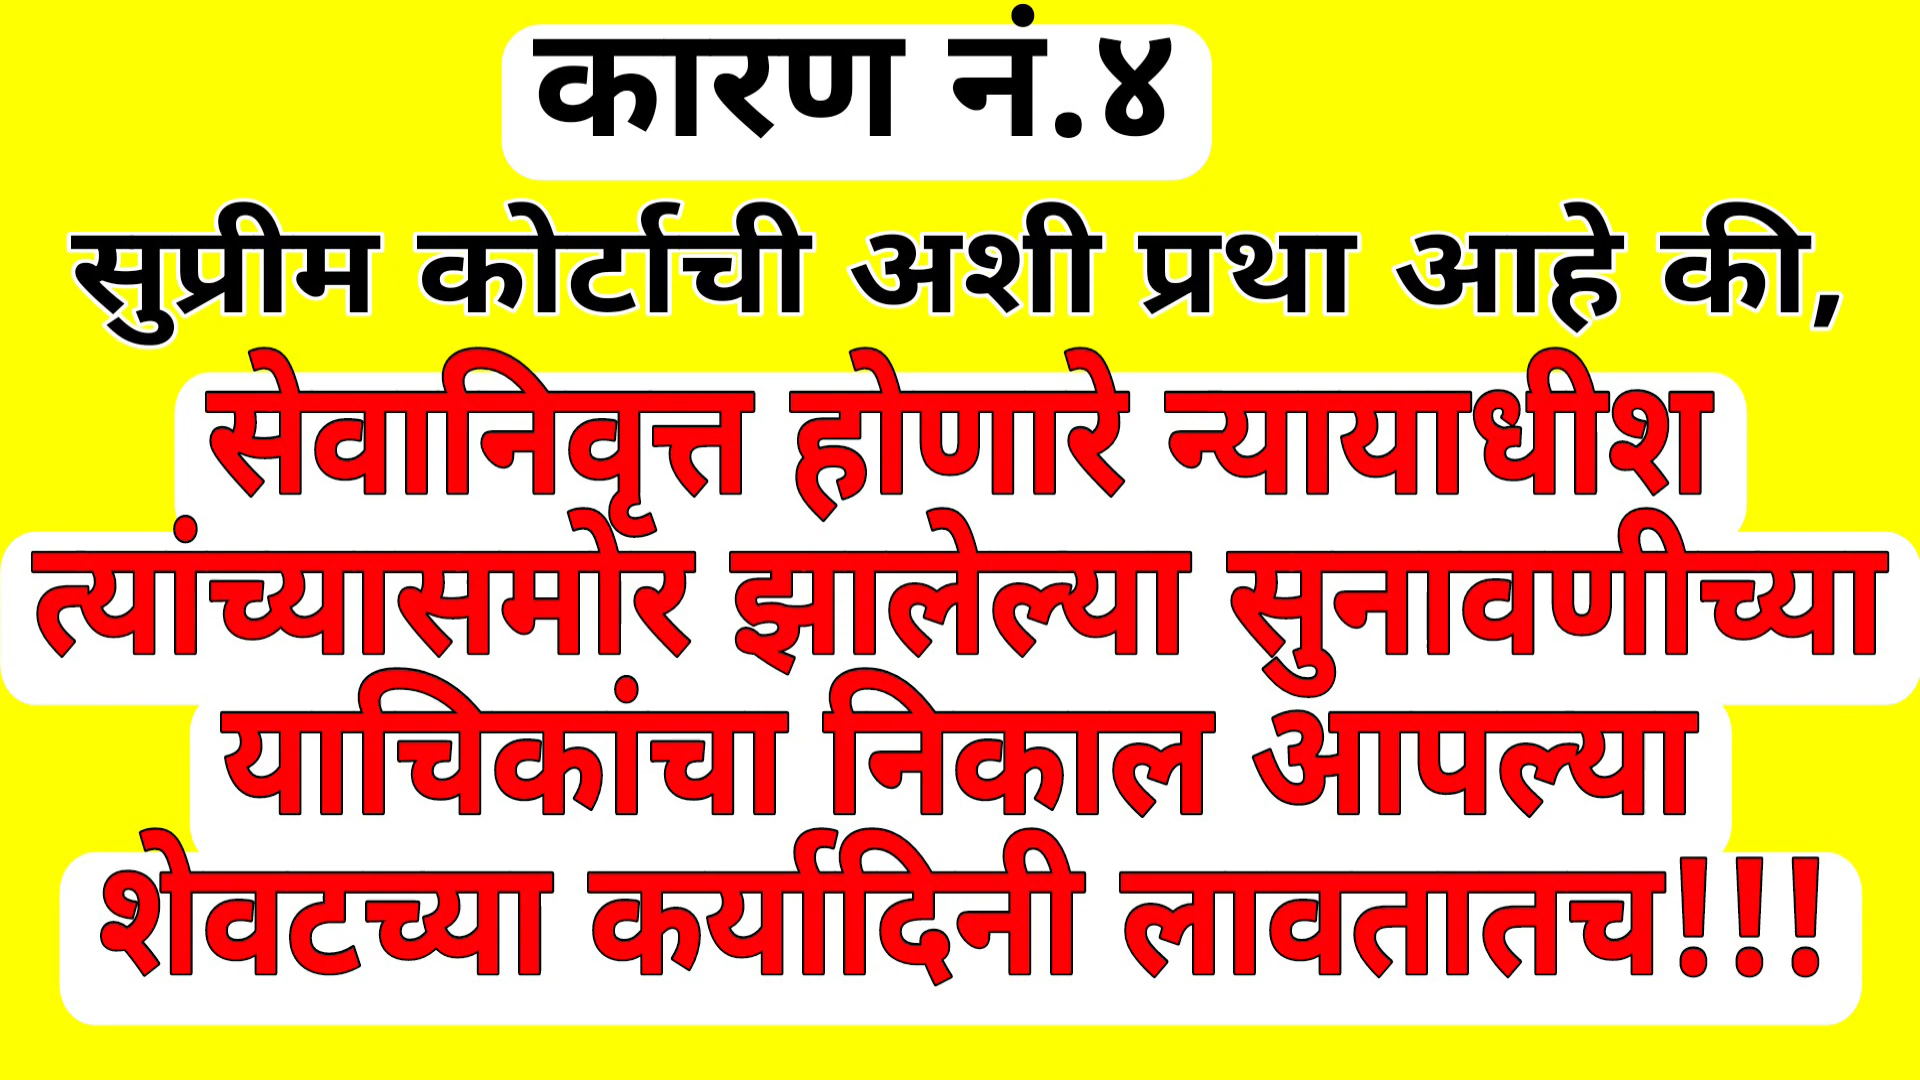 कारण नं.४
सुप्रीम कोर्टाची अशी प्रथा आहे की,
सेवानिवृत्त होणारे न्यायाधीश
त्यांच्यासमोर झालेल्या सुनावणीच्या
याचिकांचा निकाल आपल्या
शेवटच्या कर्यादिनी लावतातच!!!